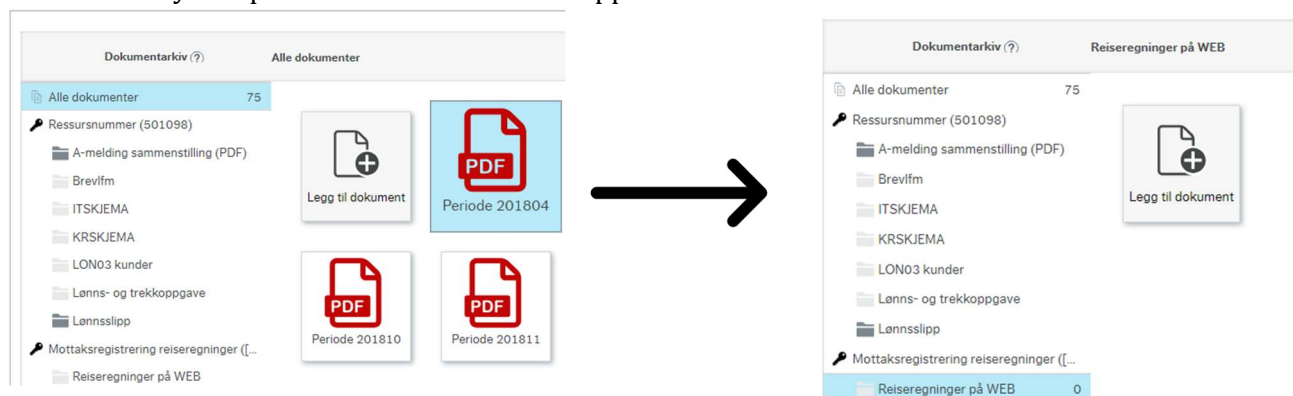 Dokumentarkiv (?)
Alle dokumenter
Alle dokumenter 75
Ressursnummer (501098)
A-melding sammenstilling (PDF)
Brevlfm
ITSKJEMA
KRSKJEMA
LON03 kunder
Lønns- og trekkoppgave
Lønnsslipp
Mottaksregistrering reiseregninger ([...
Reiseregninger på WEB
Legg til dokument
PDF
Periode 201804
PDF
Periode 201810
PDF
Periode 201811
Dokumentarkiv (?)
Reiseregninger på WEB
Alle dokumenter 75
Ressursnummer (501098)
A-melding sammenstilling (PDF)
Brevlfm
ITSKJEMA
KRSKJEMA
LON03 kunder
Lønns- og trekkoppgave
Lønnsslipp
Mottaksregistrering reiseregninger ([...
Reiseregninger på WEB 0
Legg til dokument